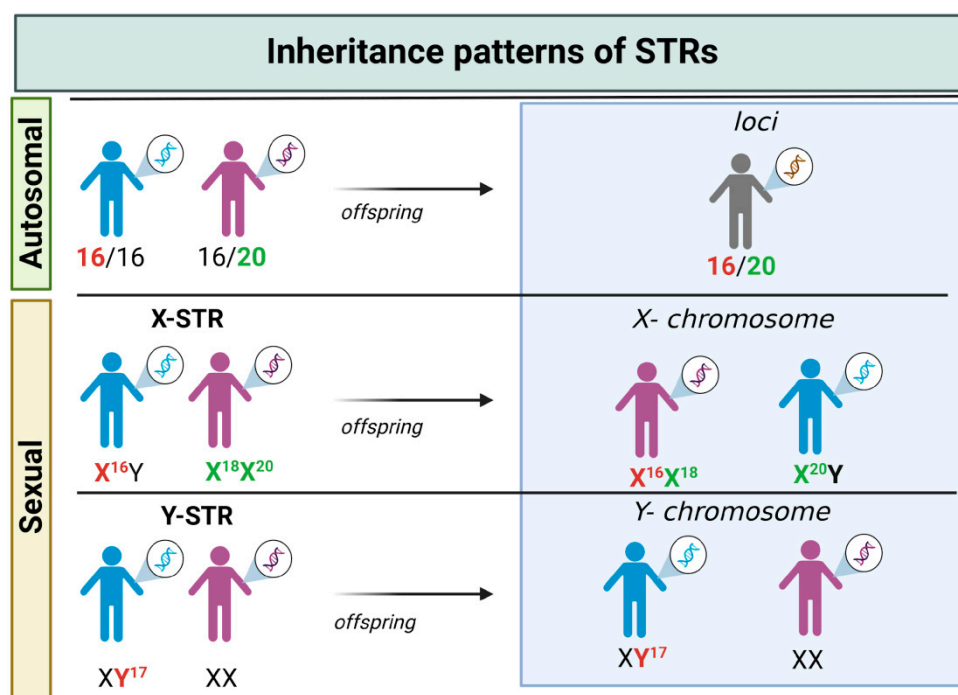 Inheritance patterns of STRs
Autosomal
loci
offspring
16/16
16/20
16/20
Sexual
X-STR
X- chromosome
offspring
X¹⁶Y
X¹⁸X²⁰
X¹⁶X¹⁸
X²⁰Y
Y-STR
Y- chromosome
offspring
XY¹⁷
XX
XY¹⁷
XX